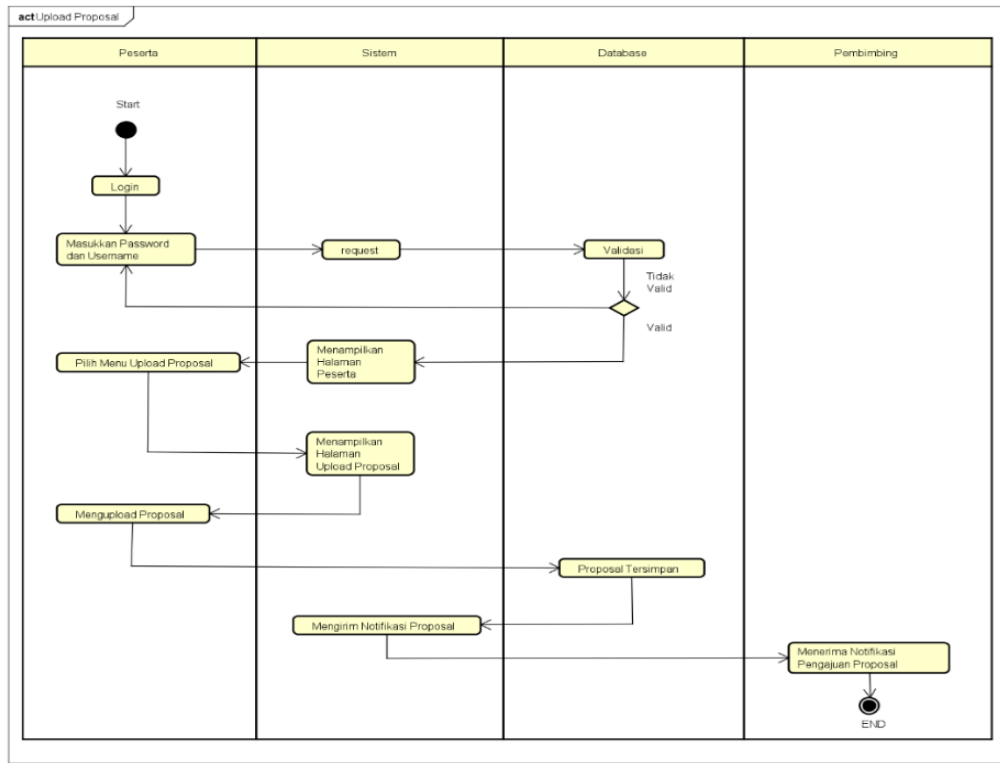 act Upload Proposal
Peserta
Sistem
Database
Pembimbing
Start
Login
Masukkan Password
dan Username
request
Validasi
Tidak
Valid
Valid
Pilih Menu Upload Proposal
Menampilkan
Halaman
Peserta
Menampilkan
Halaman
Upload Proposal
Mengupload Proposal
Proposal Tersimpan
Mengirim Notifikasi Proposal
Menerima Notifikasi
Pengajuan Proposal
END